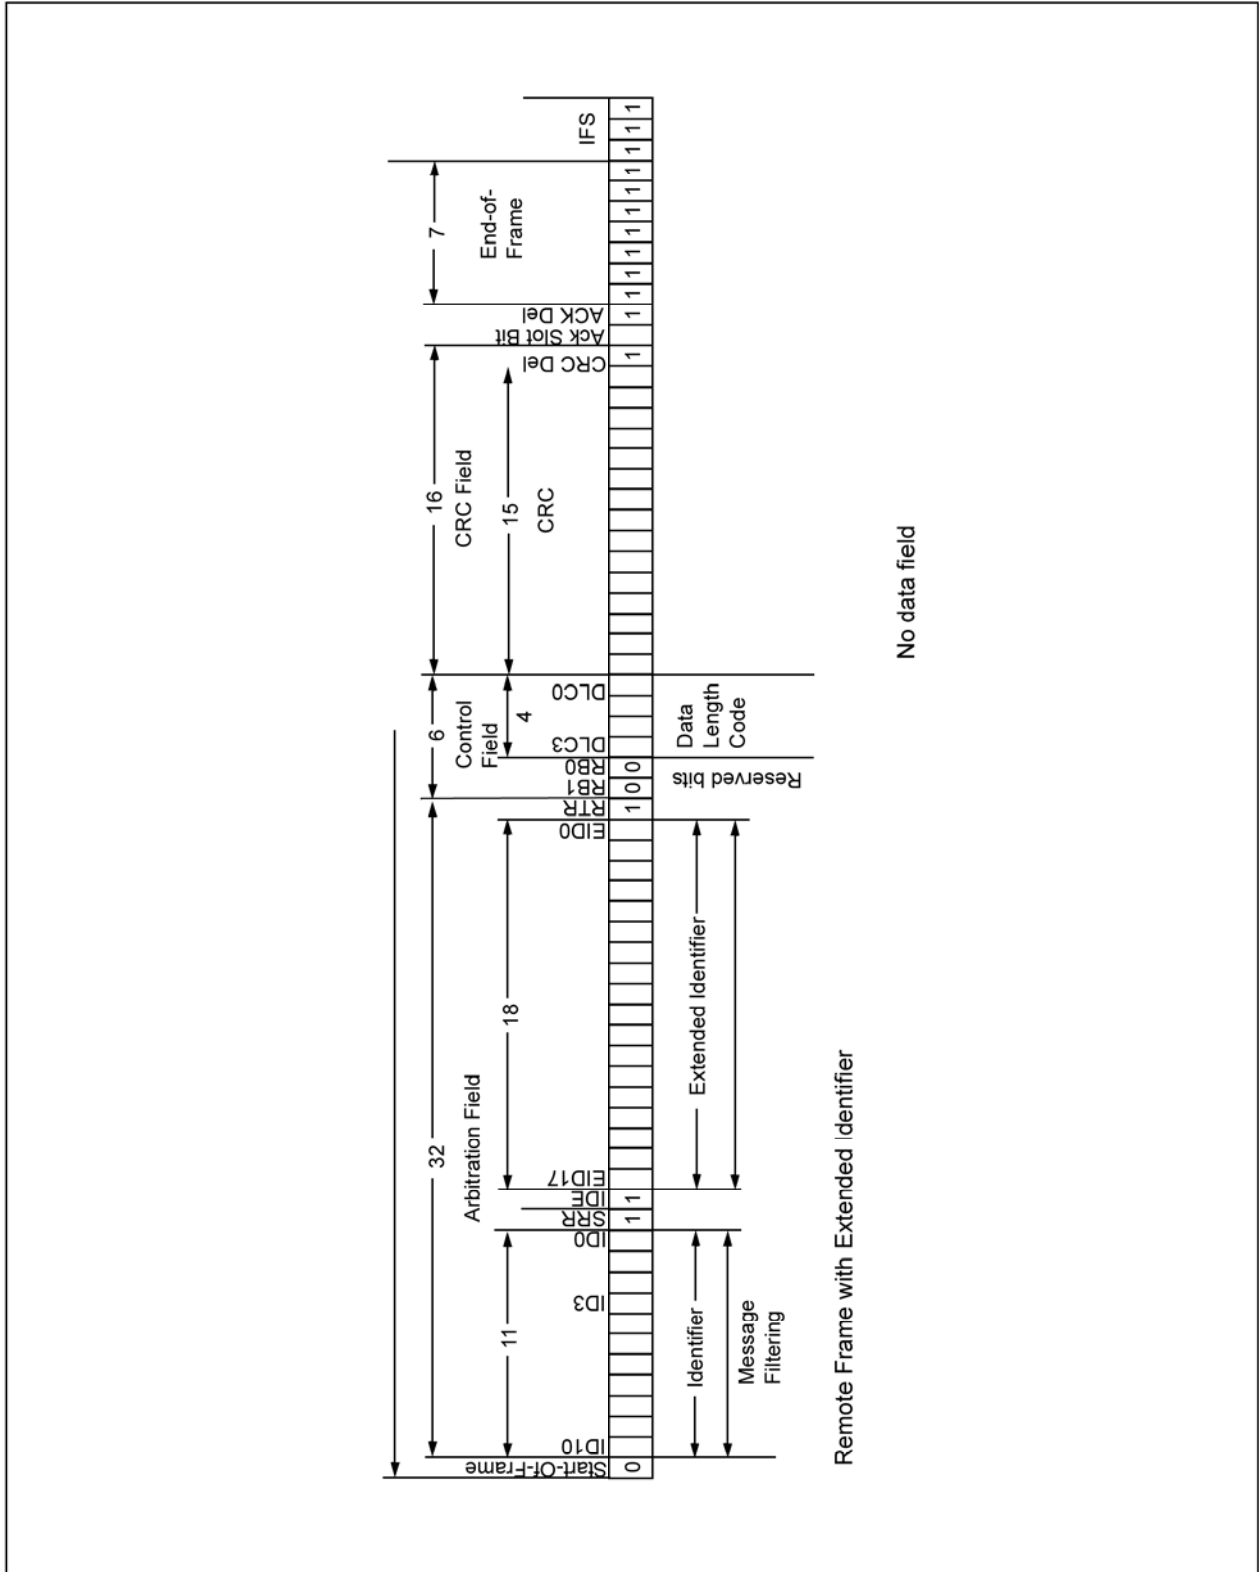 32
Arbitration Field
6
Control
Field
16
CRC Field
7
End-of-
Frame
IFS
11
18
4
15
CRC
Start-Of-Frame
ID10
ID3
ID0
SRR
IDE
EID17
EID0
RTR
RB1
RB0
DLC3
DLC0
CRC Del
Ack Slot Bit
ACK Del
0 1 1 1 0 0 1 1 1 1 1 1 1 1 1 1 1 1
Identifier
Extended Identifier
Reserved bits
Data
Length
Code
Message
Filtering
No data field
Remote Frame with Extended Identifier